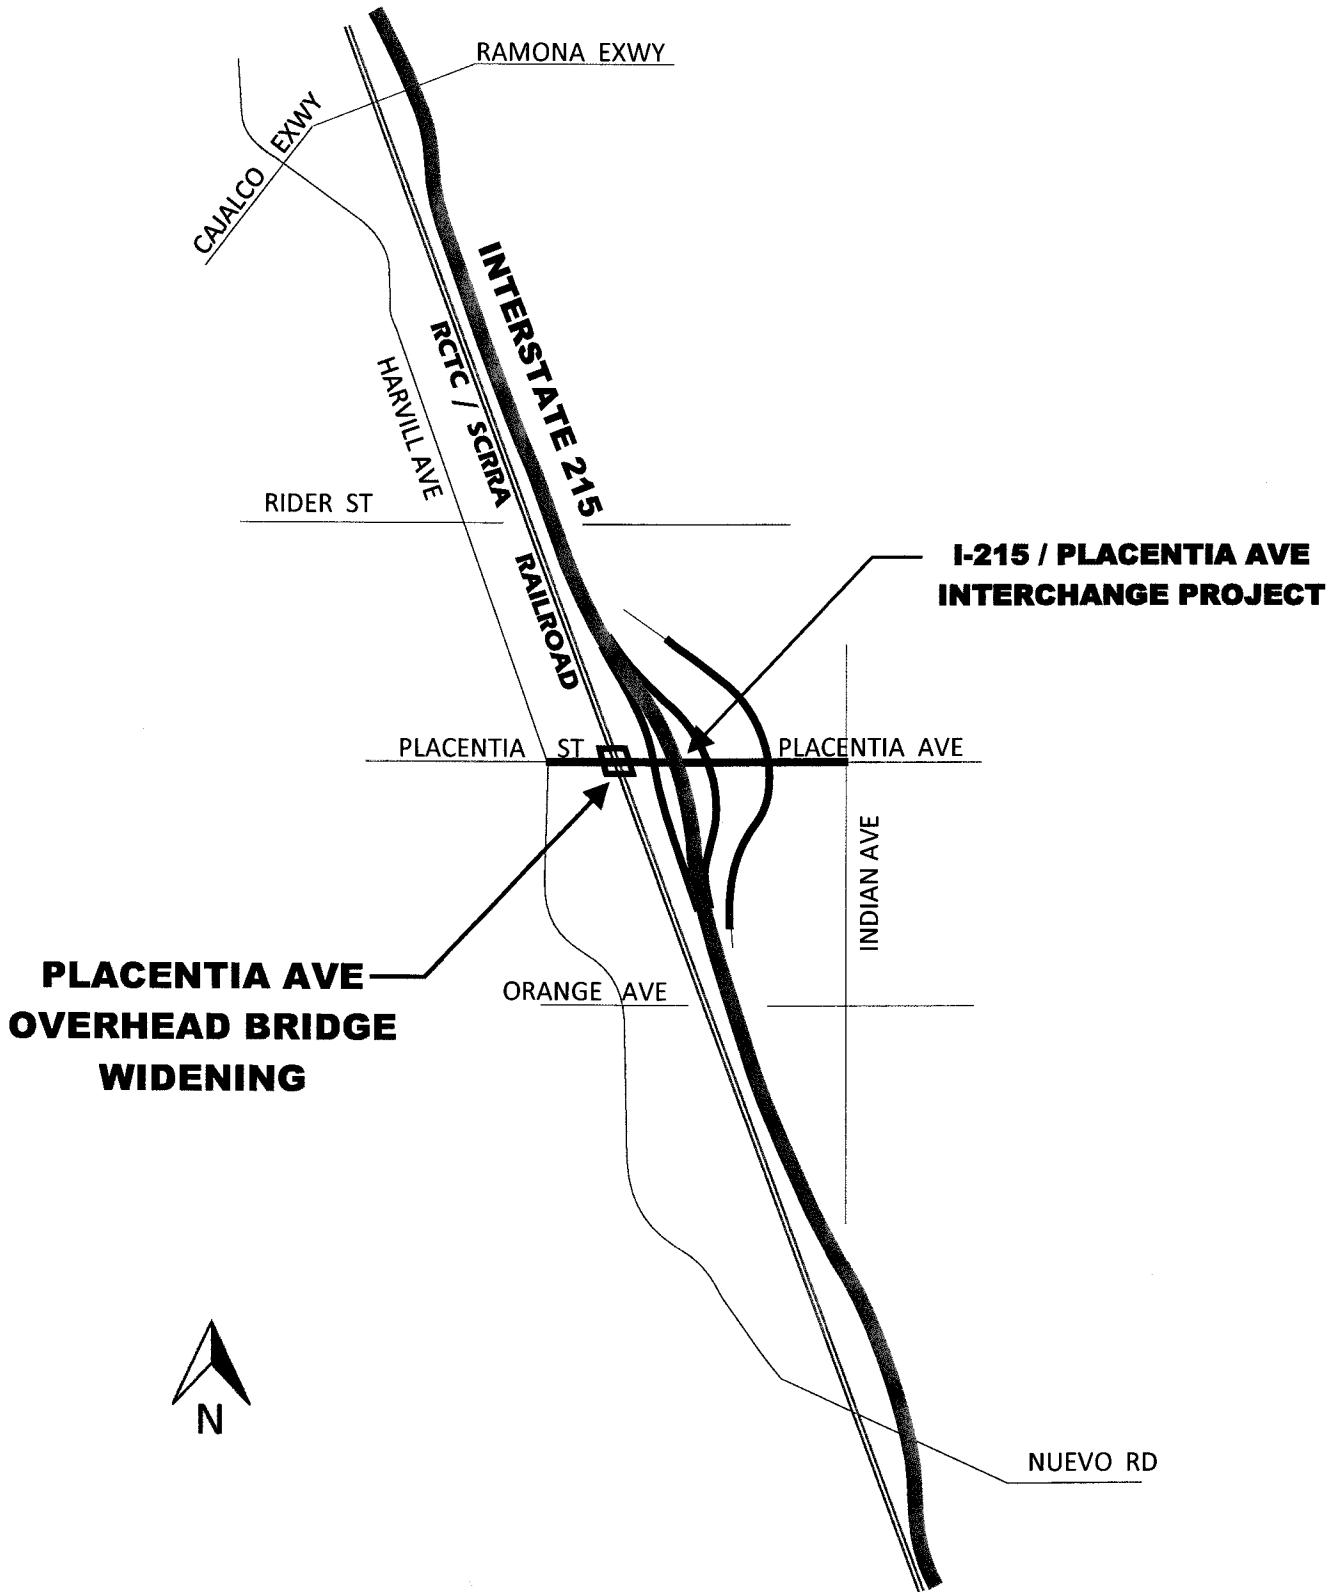 RAMONA EXWY
CAJALCO EXWY
INTERSTATE 215
RCTC / SCRRA
RAILROAD
HARVILL AVE
RIDER ST
I-215 / PLACENTIA AVE
INTERCHANGE PROJECT
PLACENTIA ST
PLACENTIA AVE
INDIAN AVE
PLACENTIA AVE
OVERHEAD BRIDGE
WIDENING
ORANGE AVE
N
NUEVO RD